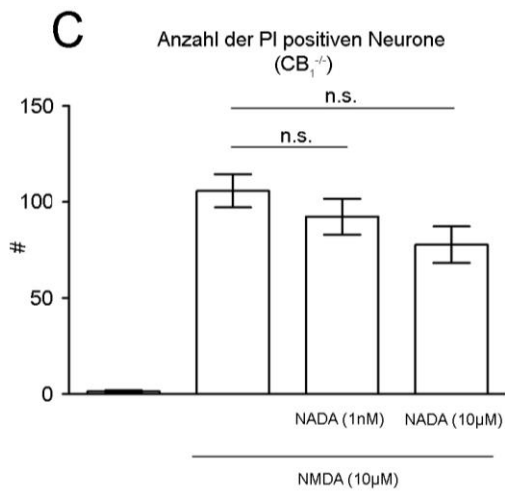 C
Anzahl der PI positiven Neurone
(CB₁⁻/⁻)
n.s.
n.s.
150
100
50
0
#
NADA (1nM) NADA (10µM)
NMDA (10µM)